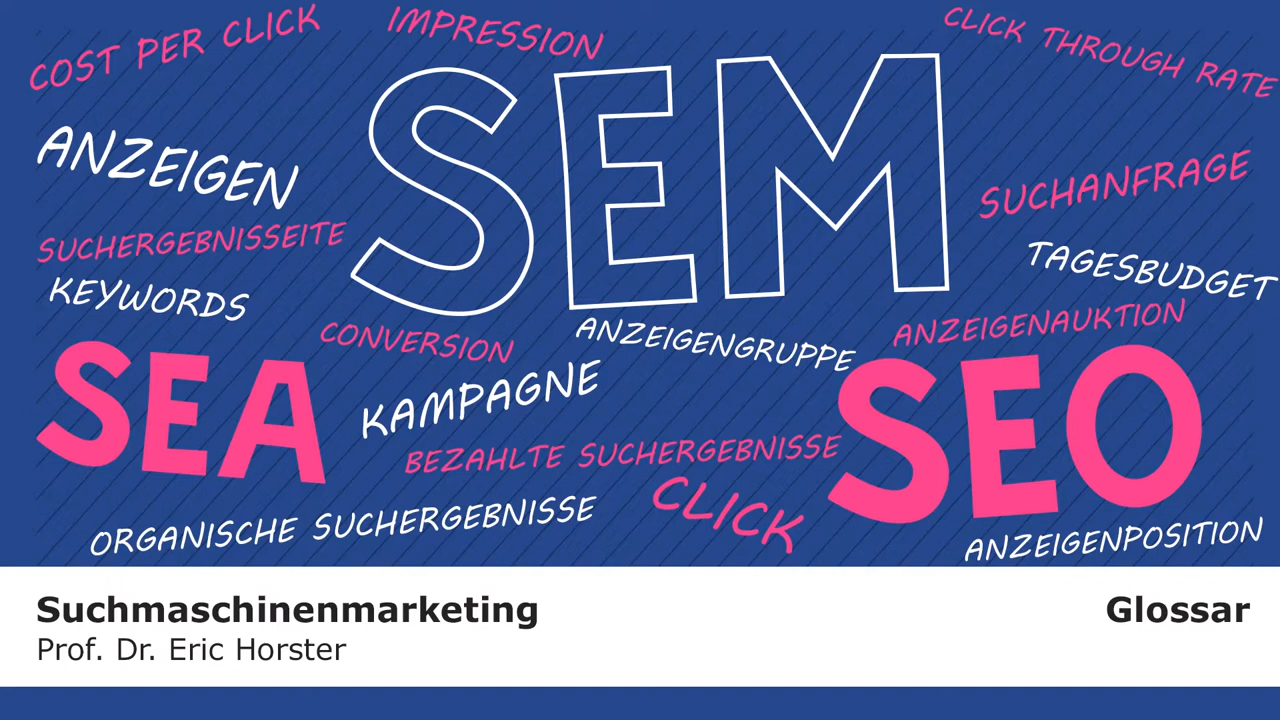 COST PER CLICK
IMPRESSION
CLICK THROUGH RATE
SEM
ANZEIGEN
SUCHANFRAGE
SUCHERGEBNISSEITE
TAGESBUDGET
KEYWORDS
CONVERSION
ANZEIGENGRUPPE
ANZEIGENAUKTION
SEA
KAMPAGNE
SEO
BEZAHLTE SUCHERGEBNISSE
CLICK
ORGANISCHE SUCHERGEBNISSE
ANZEIGENPOSITION
Suchmaschinenmarketing
Glossar
Prof. Dr. Eric Horster